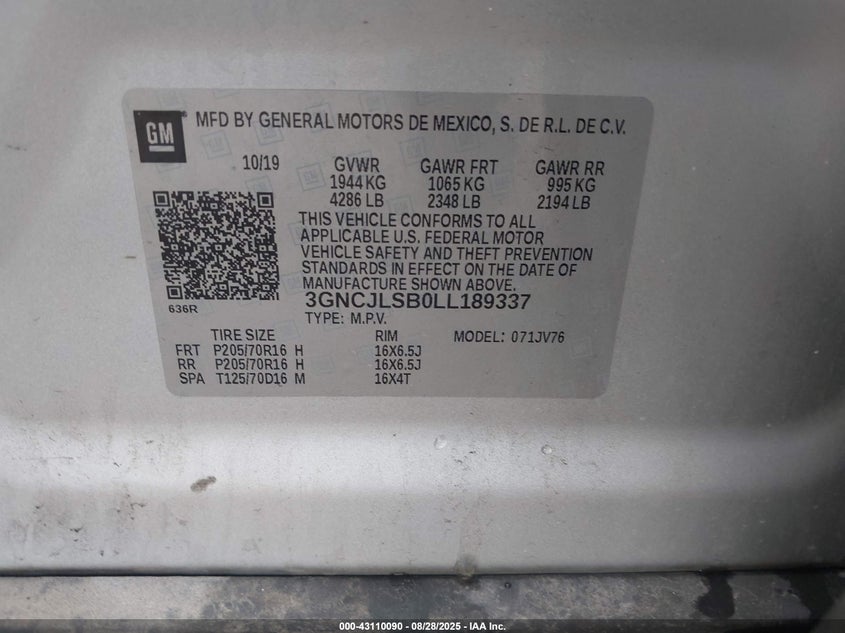 GM
MFD BY GENERAL MOTORS DE MEXICO, S. DE R.L. DE C.V.
10/19 GVWR GAWR FRT GAWR RR
1944 KG 1065 KG 995 KG
4286 LB 2348 LB 2194 LB
THIS VEHICLE CONFORMS TO ALL
APPLICABLE U.S. FEDERAL MOTOR
VEHICLE SAFETY AND THEFT PREVENTION
STANDARDS IN EFFECT ON THE DATE OF
MANUFACTURE SHOWN ABOVE.
3GNCJLSB0LL189337
636R
TYPE: M.P.V.
TIRE SIZE RIM MODEL: 071JV76
FRT P205/70R16 H 16X6.5J
RR P205/70R16 H 16X6.5J
SPA T125/70D16 M 16X4T
000-43110090 - 08/28/2025 - IAA Inc.